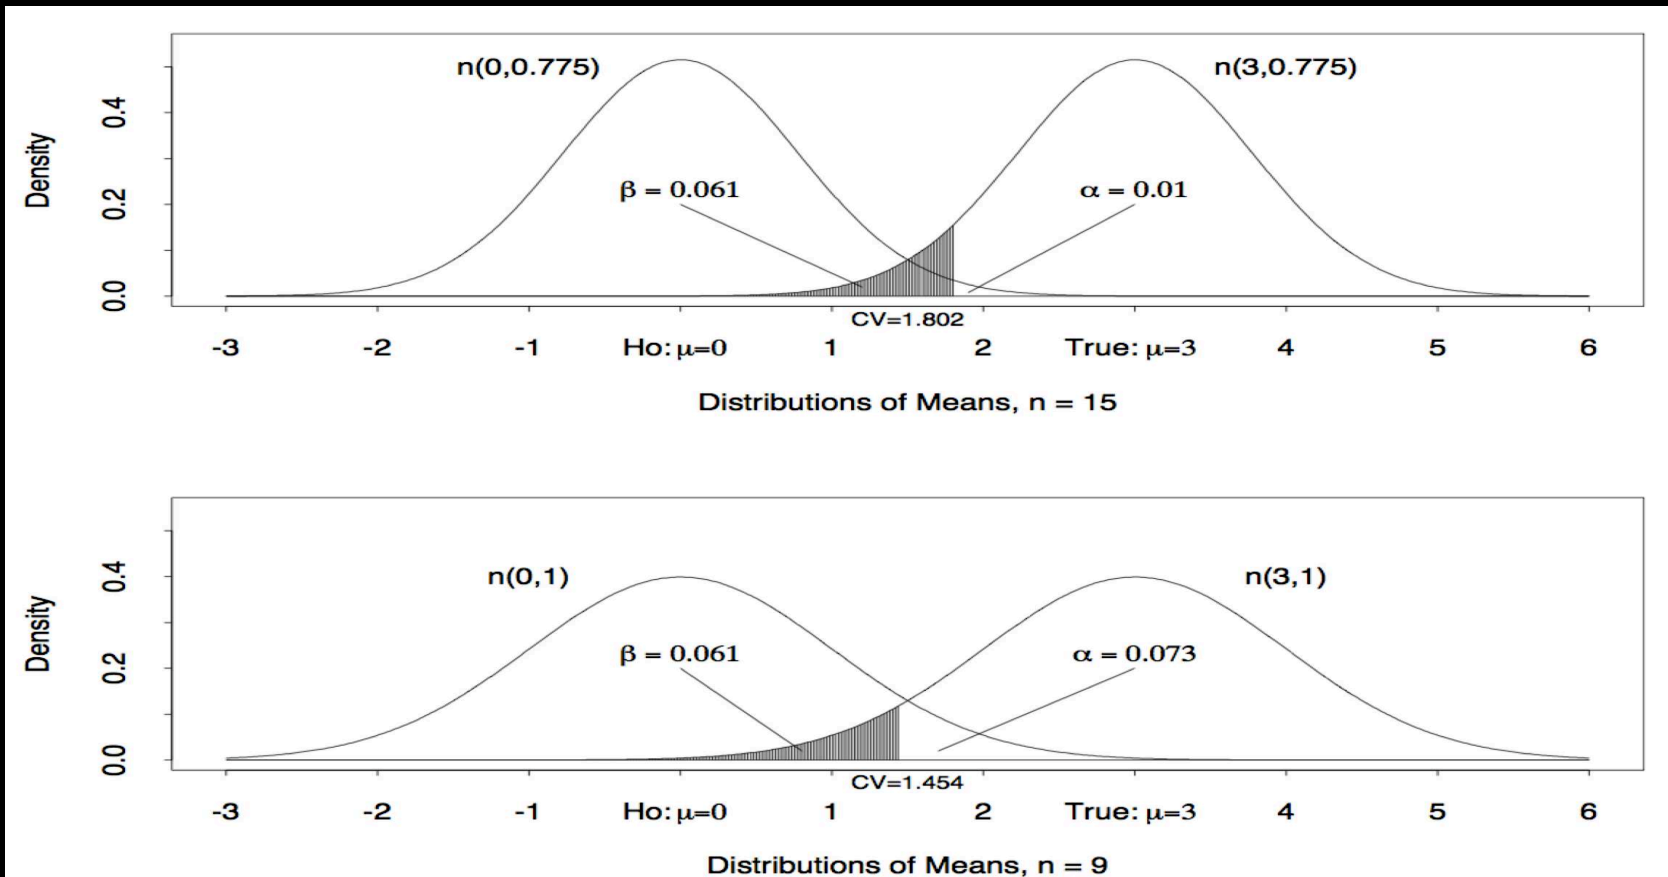 n(0,0.775) n(3,0.775)
Density
0.4
0.2
0.0
β = 0.061 α = 0.01
CV=1.802
-3 -2 -1 Ho: μ=0 1 2 True: μ=3 4 5 6
Distributions of Means, n = 15
n(0,1) n(3,1)
Density
0.4
0.2
0.0
β = 0.061 α = 0.073
CV=1.454
-3 -2 -1 Ho: μ=0 1 2 True: μ=3 4 5 6
Distributions of Means, n = 9